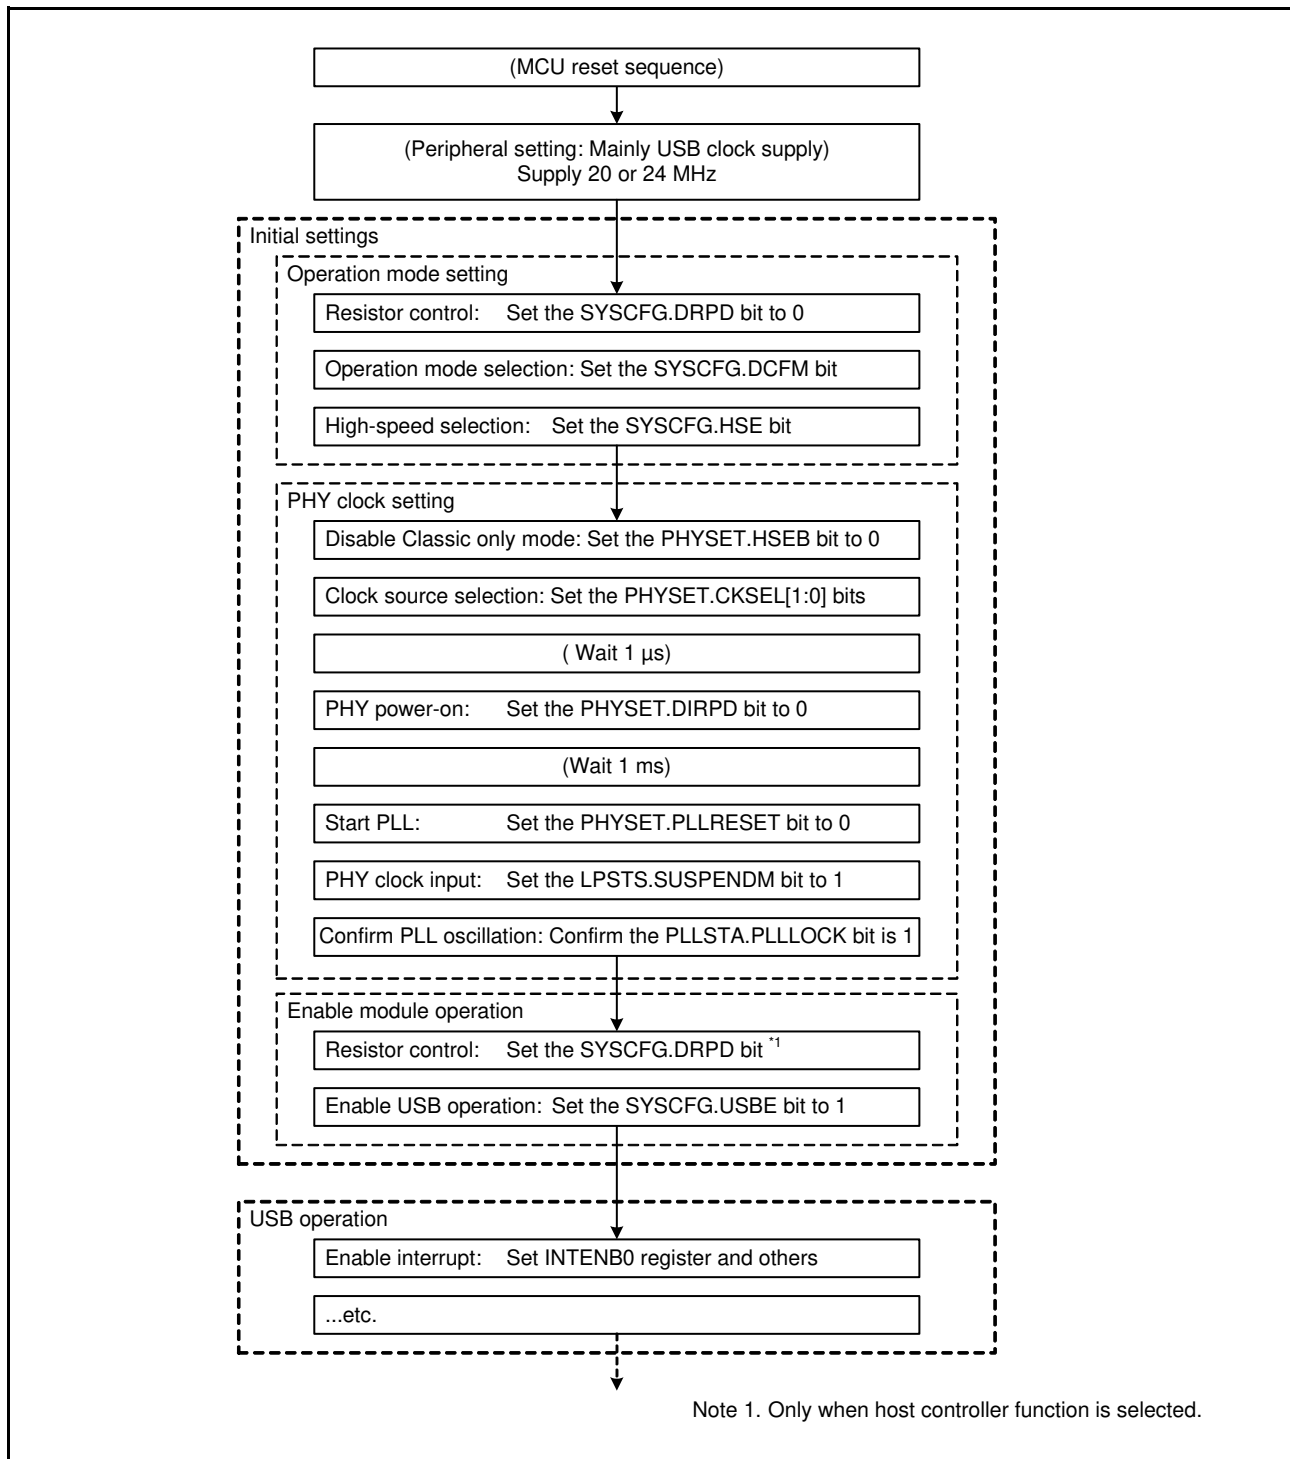 (MCU reset sequence)
(Peripheral setting: Mainly USB clock supply)
Supply 20 or 24 MHz
Initial settings
Operation mode setting
Resistor control: Set the SYSCFG.DRPD bit to 0
Operation mode selection: Set the SYSCFG.DCFM bit
High-speed selection: Set the SYSCFG.HSE bit
PHY clock setting
Disable Classic only mode: Set the PHYSET.HSEB bit to 0
Clock source selection: Set the PHYSET.CKSEL[1:0] bits
( Wait 1 µs)
PHY power-on: Set the PHYSET.DIRPD bit to 0
(Wait 1 ms)
Start PLL: Set the PHYSET.PLLRESET bit to 0
PHY clock input: Set the LPSTS.SUSPENDM bit to 1
Confirm PLL oscillation: Confirm the PLLSTA.PLLLOCK bit is 1
Enable module operation
Resistor control: Set the SYSCFG.DRPD bit *1
Enable USB operation: Set the SYSCFG.USBE bit to 1
USB operation
Enable interrupt: Set INTENB0 register and others
...etc.
Note 1. Only when host controller function is selected.